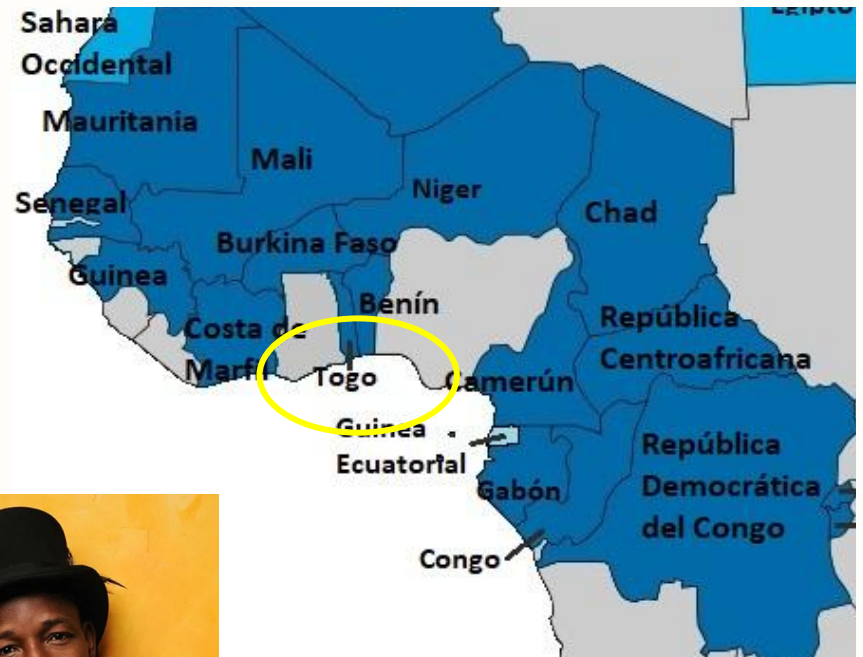 Sahara
Occidental
Mauritania
Mali
Niger
Chad
Senegal
Burkina Faso
Guinea
Benín
Costa de
Marfil
Togo
República
Centroafricana
Camerún
Guinea
Ecuatorial
República
Democrática
del Congo
Gabón
Congo